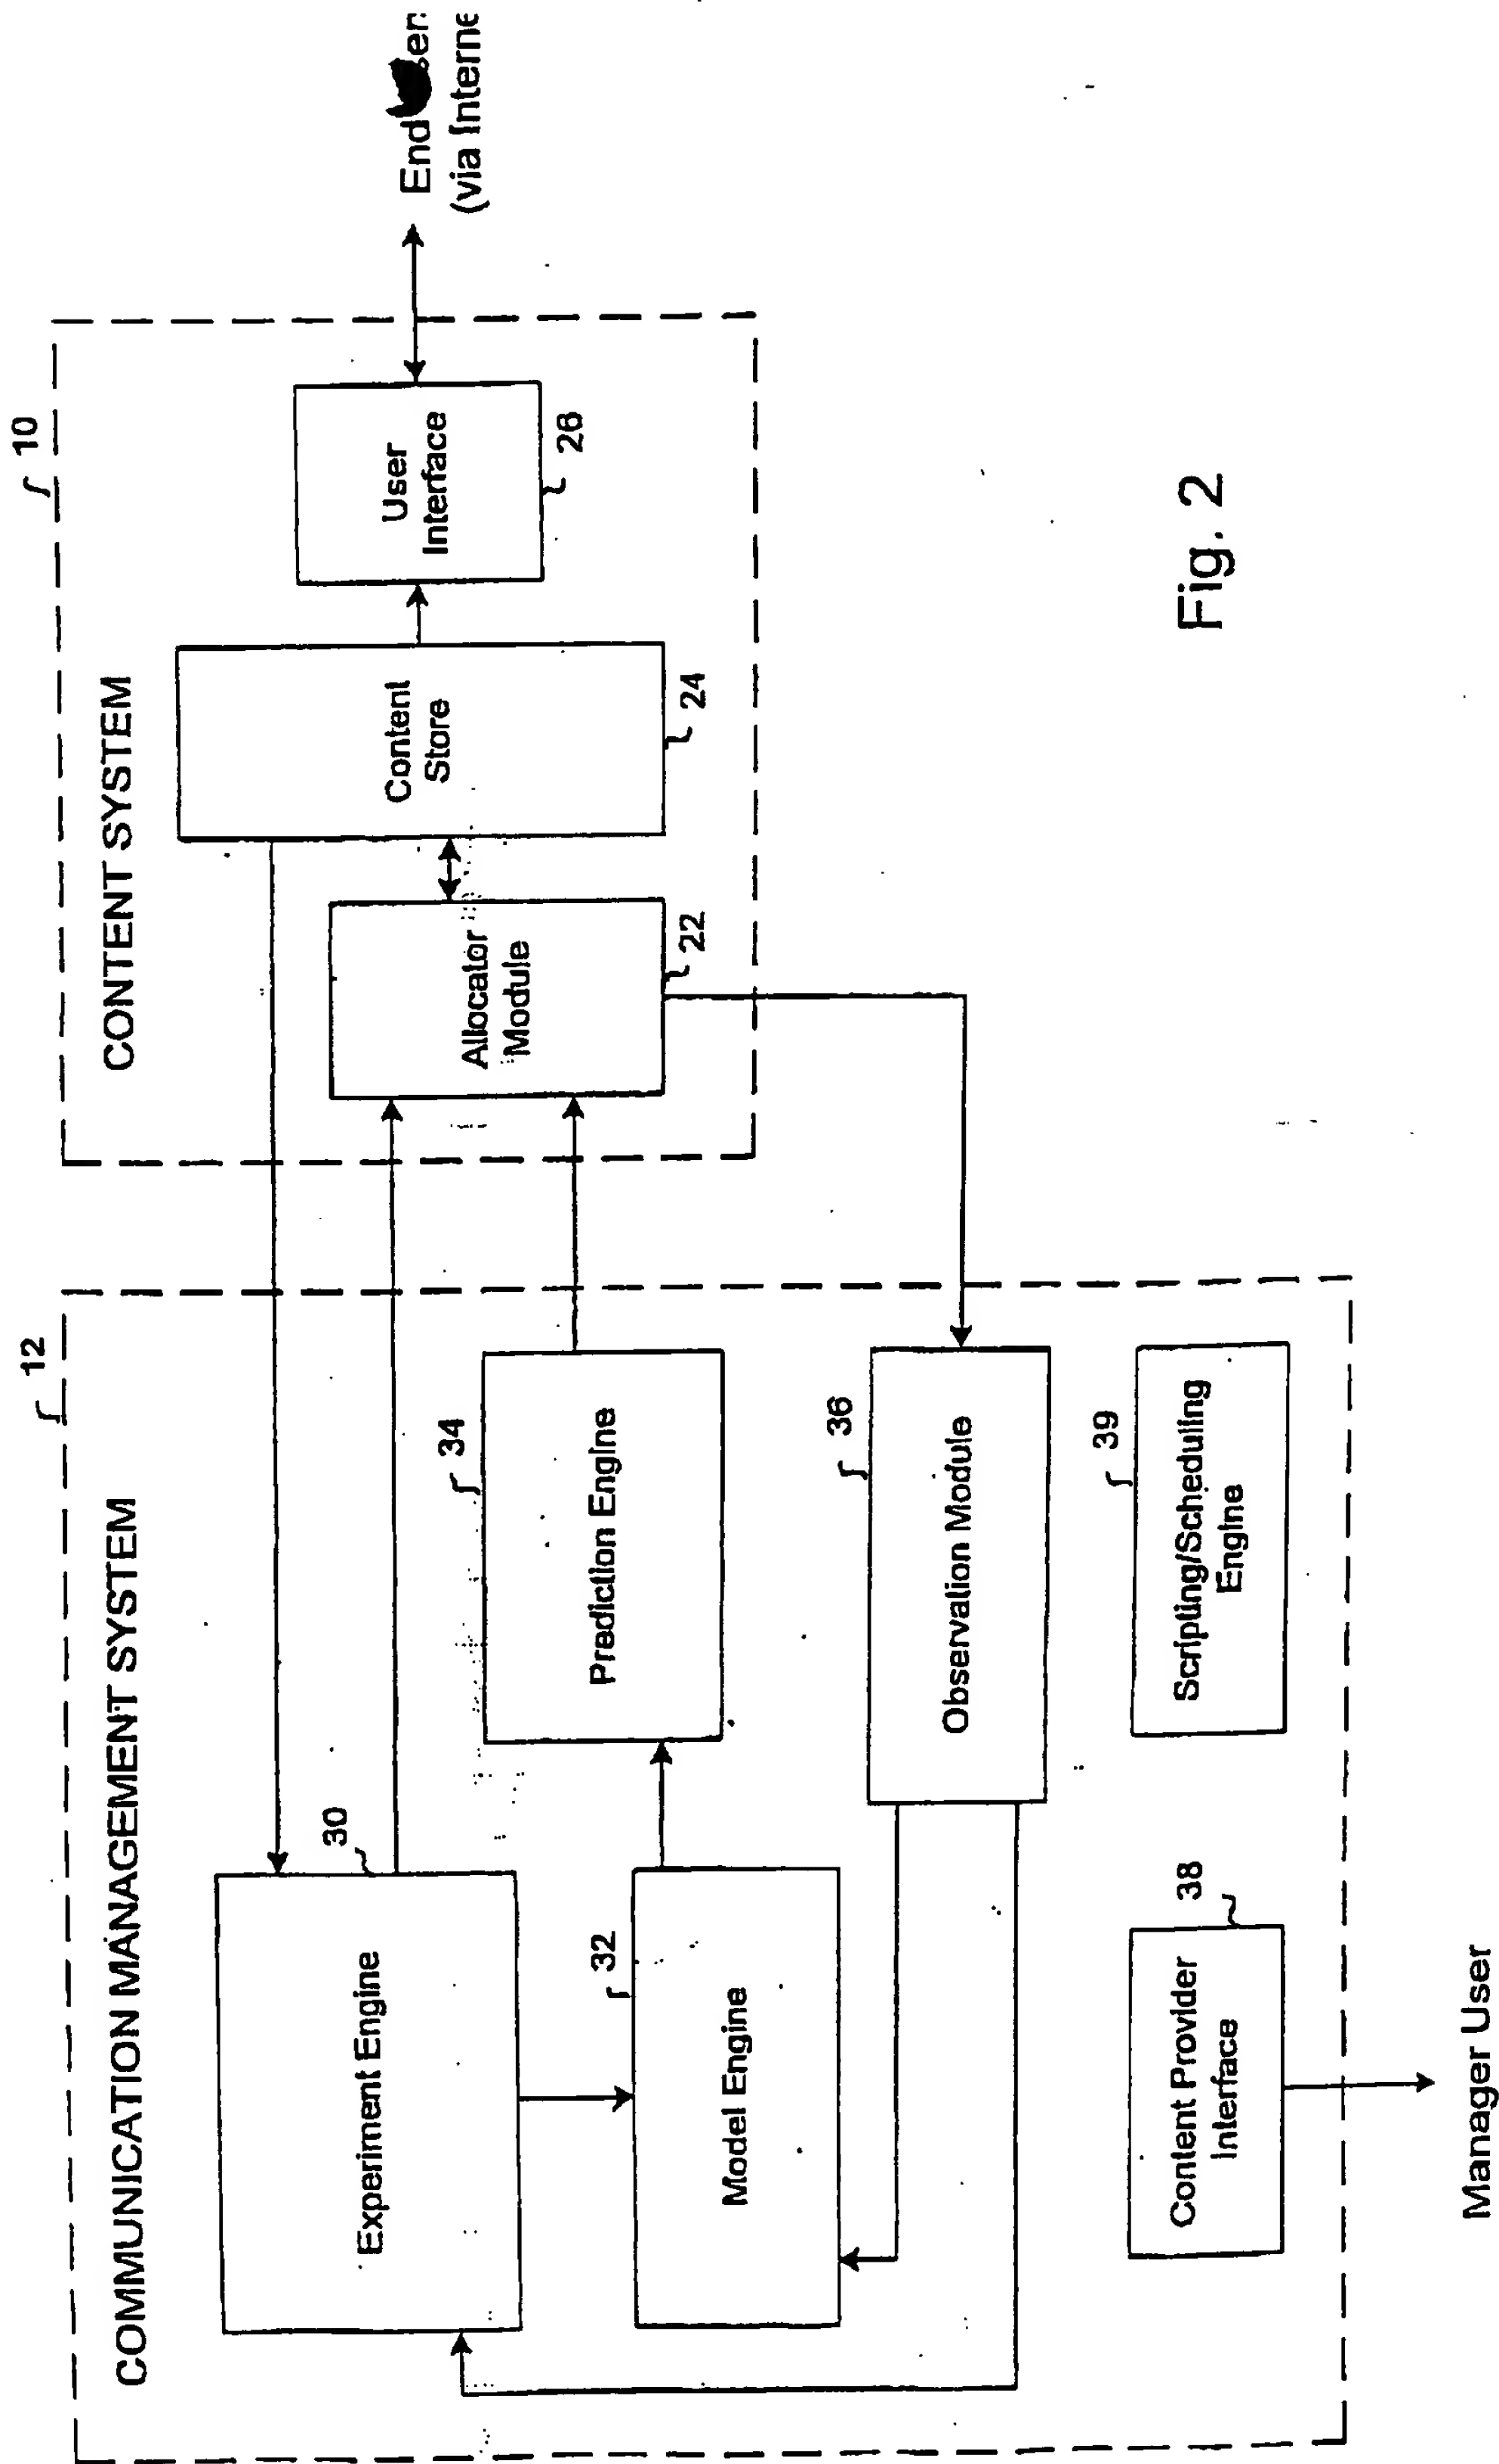 COMMUNICATION MANAGEMENT SYSTEM
12
Experiment Engine
30
Model Engine
32
Prediction Engine
34
Observation Module
36
Content Provider
Interface
38
Scripting/Scheduling
Engine
39
Manager User
CONTENT SYSTEM
10
Allocator
Module
22
Content
Store
24
User
Interface
26
End
(via Interne
Fig. 2